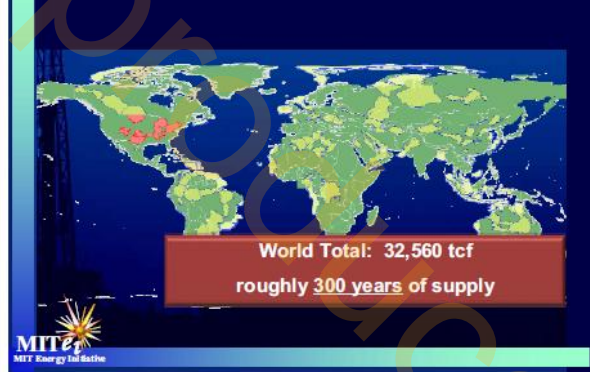 World Total: 32,560 tcf
roughly 300 years of supply
MITei
MIT Energy Initiative